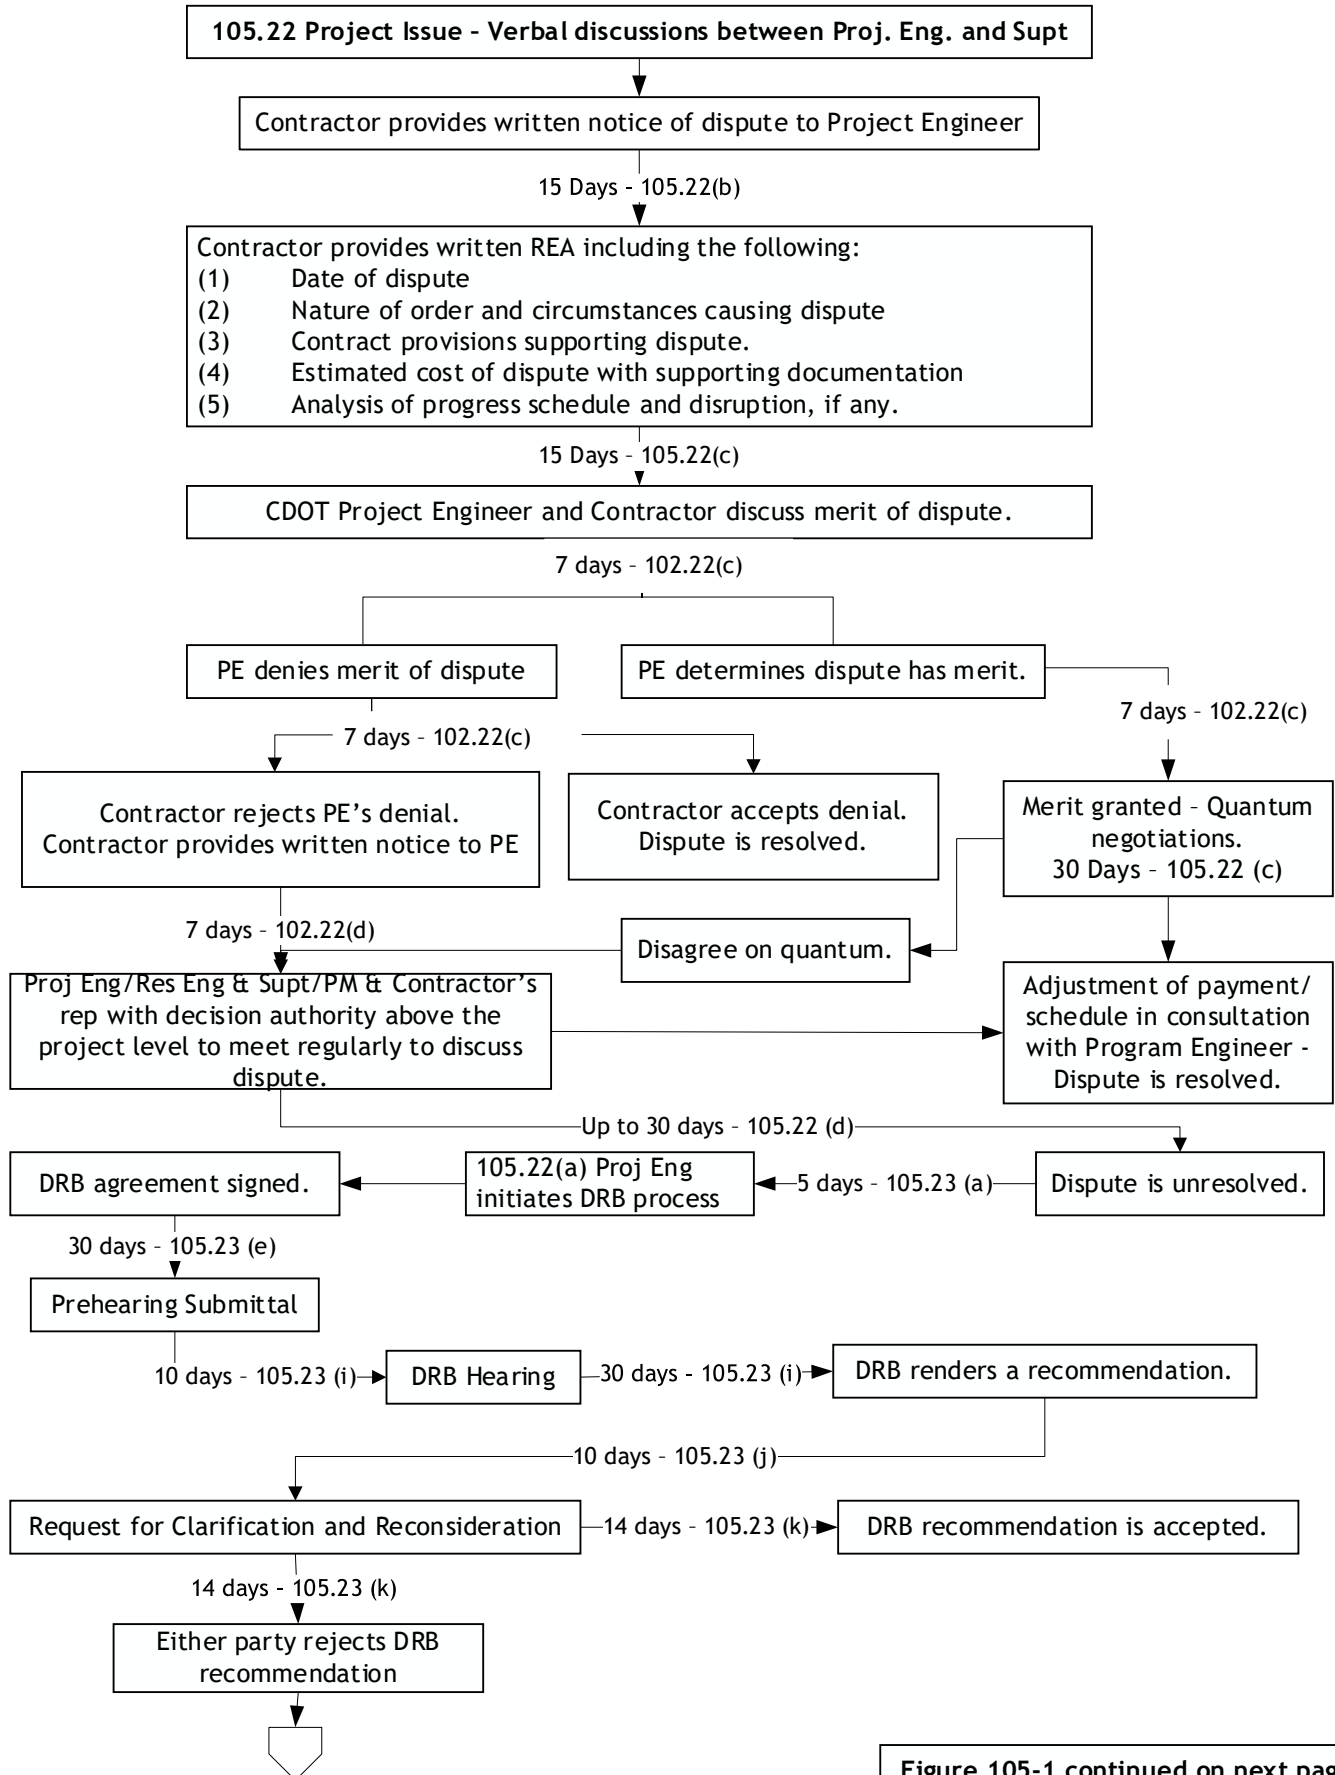 105.22 Project Issue – Verbal discussions between Proj. Eng. and Supt
Contractor provides written notice of dispute to Project Engineer
15 Days - 105.22(b)
Contractor provides written REA including the following:
(1) Date of dispute
(2) Nature of order and circumstances causing dispute
(3) Contract provisions supporting dispute.
(4) Estimated cost of dispute with supporting documentation
(5) Analysis of progress schedule and disruption, if any.
15 Days – 105.22(c)
CDOT Project Engineer and Contractor discuss merit of dispute.
7 days – 102.22(c)
PE denies merit of dispute
PE determines dispute has merit.
7 days – 102.22(c)
7 days – 102.22(c)
Contractor rejects PE’s denial.
Contractor provides written notice to PE
Contractor accepts denial.
Dispute is resolved.
Merit granted – Quantum
negotiations.
30 Days – 105.22 (c)
7 days – 102.22(d)
Disagree on quantum.
Proj Eng/Res Eng & Supt/PM & Contractor’s
rep with decision authority above the
project level to meet regularly to discuss
dispute.
Adjustment of payment/
schedule in consultation
with Program Engineer -
Dispute is resolved.
Up to 30 days – 105.22 (d)
DRB agreement signed.
105.22(a) Proj Eng
initiates DRB process
5 days – 105.23 (a)
Dispute is unresolved.
30 days – 105.23 (e)
Prehearing Submittal
10 days – 105.23 (i)
DRB Hearing
30 days - 105.23 (i)
DRB renders a recommendation.
10 days – 105.23 (j)
Request for Clarification and Reconsideration
14 days – 105.23 (k)
DRB recommendation is accepted.
14 days - 105.23 (k)
Either party rejects DRB
recommendation
Figure 105-1 continued on next pag